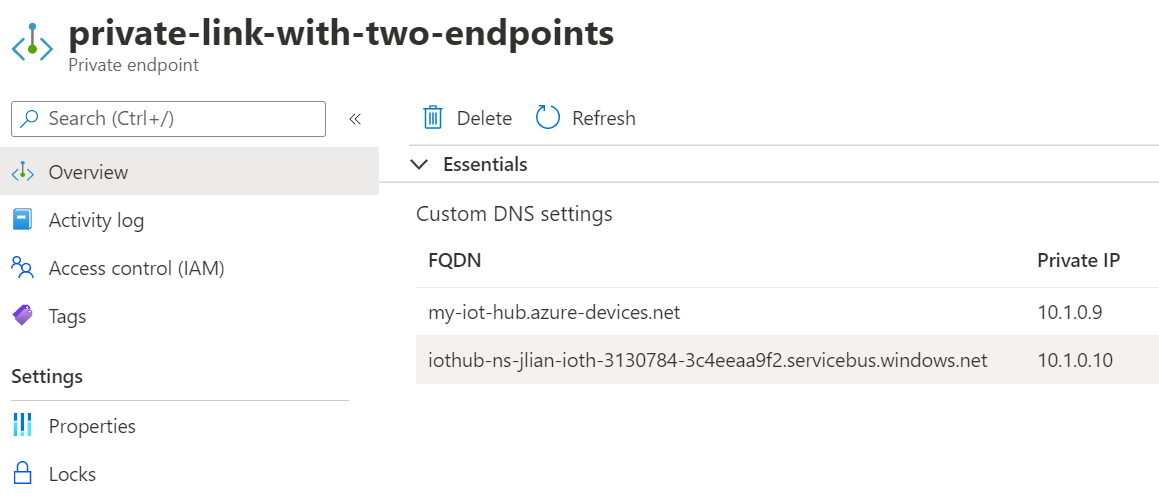 private-link-with-two-endpoints
Private endpoint
Search (Ctrl+/)
«
Delete
Refresh
Overview
Activity log
Access control (IAM)
Tags
Settings
Properties
Locks
Essentials
Custom DNS settings
FQDN Private IP
my-iot-hub.azure-devices.net 10.1.0.9
iothub-ns-jlian-ioth-3130784-3c4eeaa9f2.servicebus.windows.net 10.1.0.10